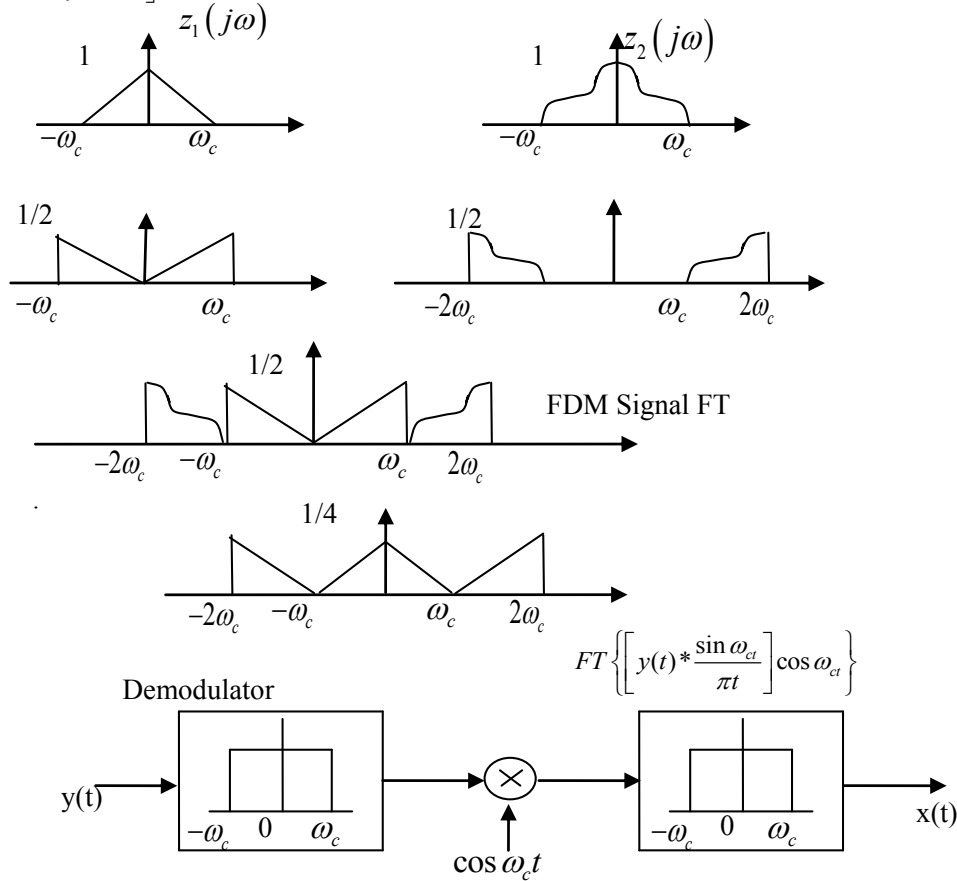 z₁(jω)
1
−ω_c ω_c
z₂(jω)
1
−ω_c ω_c
1/2
−ω_c ω_c
1/2
−2ω_c ω_c 2ω_c
1/2
FDM Signal FT
−2ω_c −ω_c ω_c 2ω_c
1/4
−2ω_c −ω_c ω_c 2ω_c
FT{[y(t)*sin ω_ct/πt]cos ω_ct}
Demodulator
y(t)
−ω_c 0 ω_c
×
cos ω_c t
−ω_c 0 ω_c
x(t)